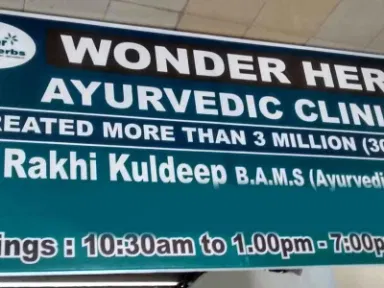 WONDER HER
AYURVEDIC CLINI
REATED MORE THAN 3 MILLION (30
Rakhi Kuldeep B.A.M.S (Ayurvedi
ings : 10:30am to 1.00pm - 7:00p